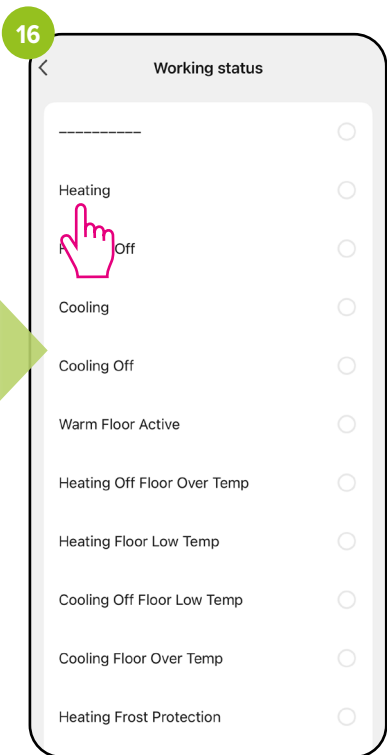 16
Working status
__________
Heating
Off
Cooling
Cooling Off
Warm Floor Active
Heating Off Floor Over Temp
Heating Floor Low Temp
Cooling Off Floor Low Temp
Cooling Floor Over Temp
Heating Frost Protection